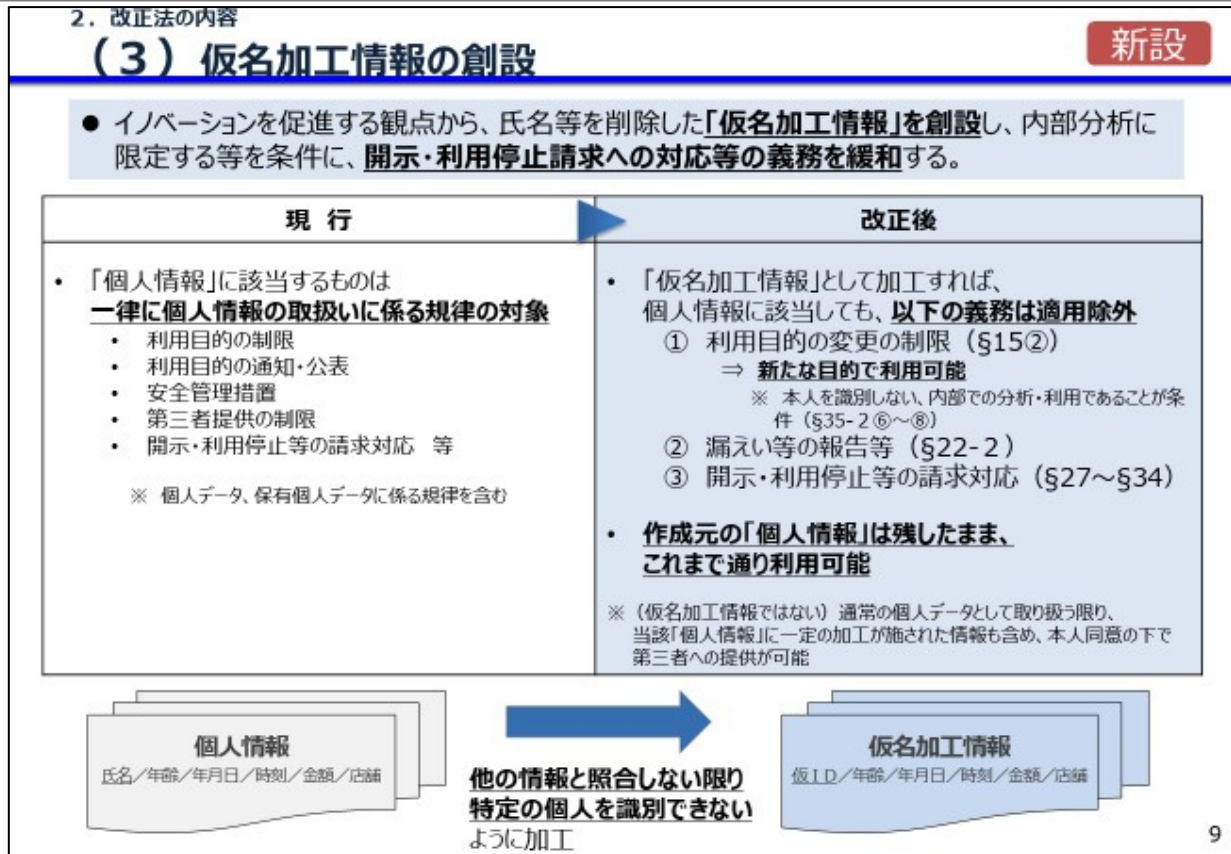 2．改正法の内容
（３）仮名加工情報の創設
新設
● イノベーションを促進する観点から、氏名等を削除した「仮名加工情報」を創設し、内部分析に
限定する等を条件に、開示・利用停止請求への対応等の義務を緩和する。
現 行
・ 「個人情報」に該当するものは
一律に個人情報の取扱いに係る規律の対象
・ 利用目的の制限
・ 利用目的の通知・公表
・ 安全管理措置
・ 第三者提供の制限
・ 開示・利用停止等の請求対応 等
※ 個人データ、保有個人データに係る規律を含む
改正後
・ 「仮名加工情報」として加工すれば、
個人情報に該当しても、以下の義務は適用除外
① 利用目的の変更の制限（§15②）
⇒ 新たな目的で利用可能
※ 本人を識別しない、内部での分析・利用であることが条
件（§35-2⑥～⑧）
② 漏えい等の報告等（§22-2）
③ 開示・利用停止等の請求対応（§27～§34）
・ 作成元の「個人情報」は残したまま、
これまで通り利用可能
※（仮名加工情報ではない）通常の個人データとして取り扱う限り、
当該「個人情報」に一定の加工が施された情報も含め、本人同意の下で
第三者への提供が可能
個人情報
氏名／年齢／年月日／時刻／金額／店舗
他の情報と照合しない限り
特定の個人を識別できない
ように加工
仮名加工情報
仮ＩＤ／年齢／年月日／時刻／金額／店舗
9